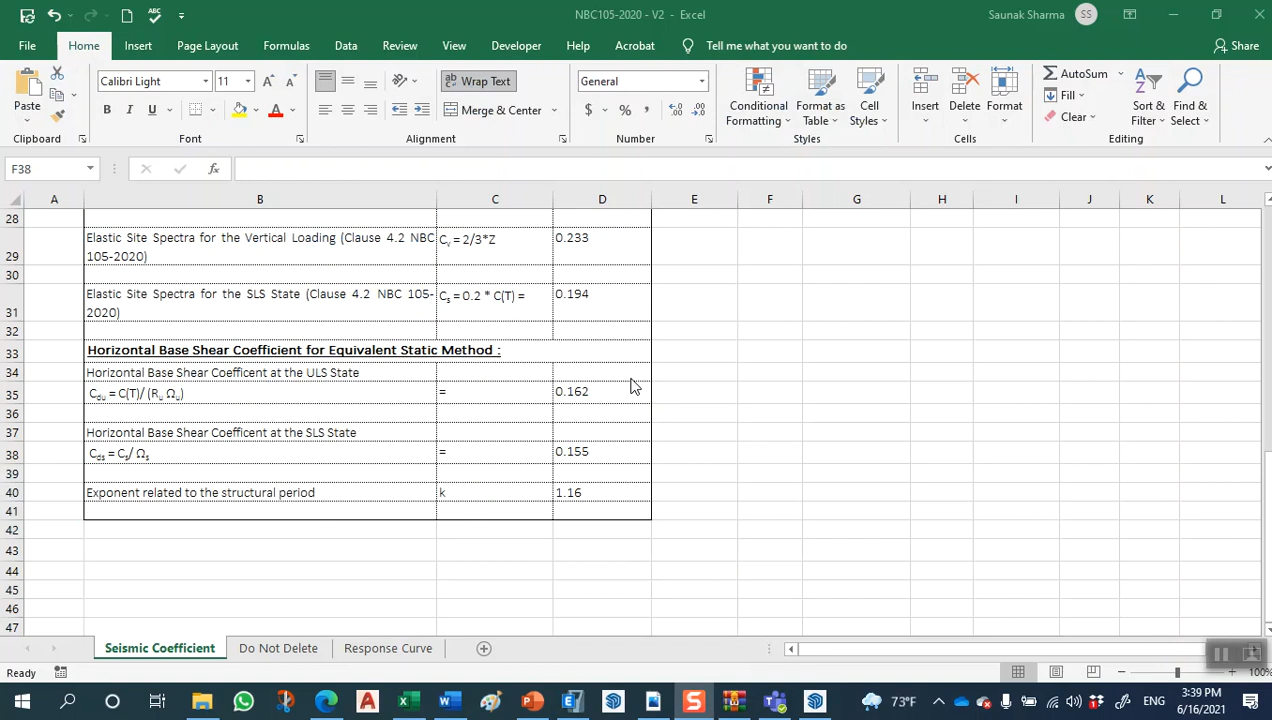 NBC105-2020 - V2 - Excel
Saunak Sharma SS
File Home Insert Page Layout Formulas Data Review View Developer Help Acrobat Tell me what you want to do Share
Calibri Light 11
Wrap Text
General
AutoSum
Paste
B I U
Merge & Center
$ % ,
Conditional Formatting
Format as Table
Cell Styles
Insert Delete Format
Fill
Clear
Sort & Filter
Find & Select
Clipboard Font Alignment Number Styles Cells Editing
F38 fx
A B C D E F G H I J K L
28
29 Elastic Site Spectra for the Vertical Loading (Clause 4.2 NBC 105-2020) Cv = 2/3*Z 0.233
30
31 Elastic Site Spectra for the SLS State (Clause 4.2 NBC 105-2020) Cs = 0.2 * C(T) = 0.194
32
33 Horizontal Base Shear Coefficient for Equivalent Static Method :
34 Horizontal Base Shear Coefficent at the ULS State
35 Cdu = C(T)/ (Ru Ωu) = 0.162
36
37 Horizontal Base Shear Coefficent at the SLS State
38 Cds = Cs/ Ωs = 0.155
39
40 Exponent related to the structural period k 1.16
41
42
43
44
45
46
47
Seismic Coefficient Do Not Delete Response Curve
Ready 100%
73°F ENG 3:39 PM
6/16/2021